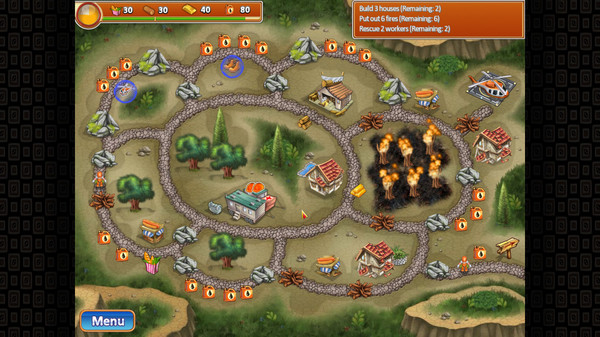 30 30 40 80
Build 3 houses (Remaining: 2)
Put out 6 fires (Remaining: 6)
Rescue 2 workers (Remaining: 2)
Menu